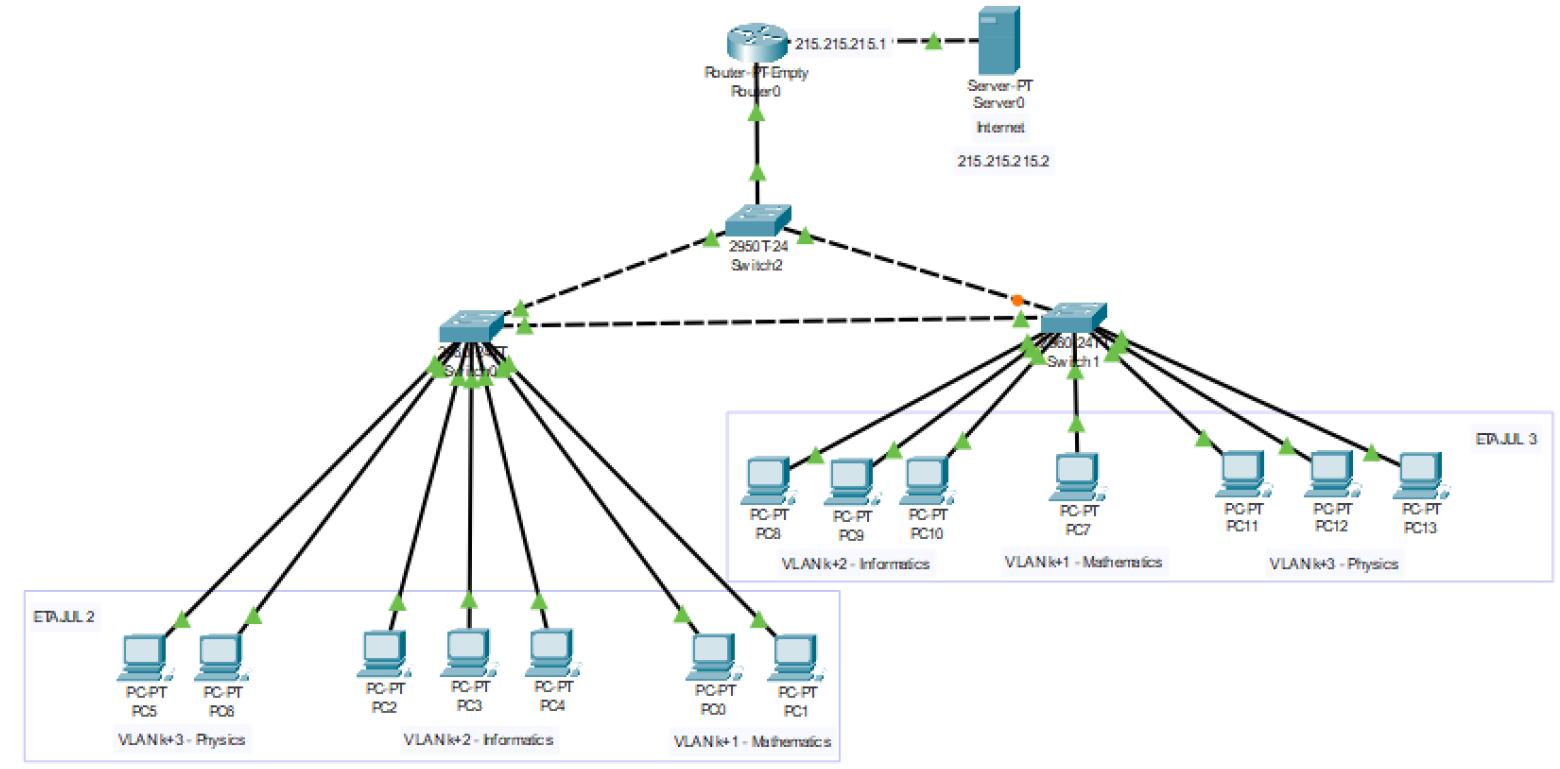 215.215.215.1
Router-PT-Empty
Router0
Server-PT
Server0
Internet
215.215.215.2
2950T-24
Switch2
Switch0
Switch1
ETAJUL 3
PC-PT
PC8
PC-PT
PC9
PC-PT
PC10
PC-PT
PC7
PC-PT
PC11
PC-PT
PC12
PC-PT
PC13
VLAN k+2 - Informatics
VLAN k+1 - Mathematics
VLAN k+3 - Physics
ETAJUL 2
PC-PT
PC5
PC-PT
PC6
PC-PT
PC2
PC-PT
PC3
PC-PT
PC4
PC-PT
PC0
PC-PT
PC1
VLAN k+3 - Physics
VLAN k+2 - Informatics
VLAN k+1 - Mathematics